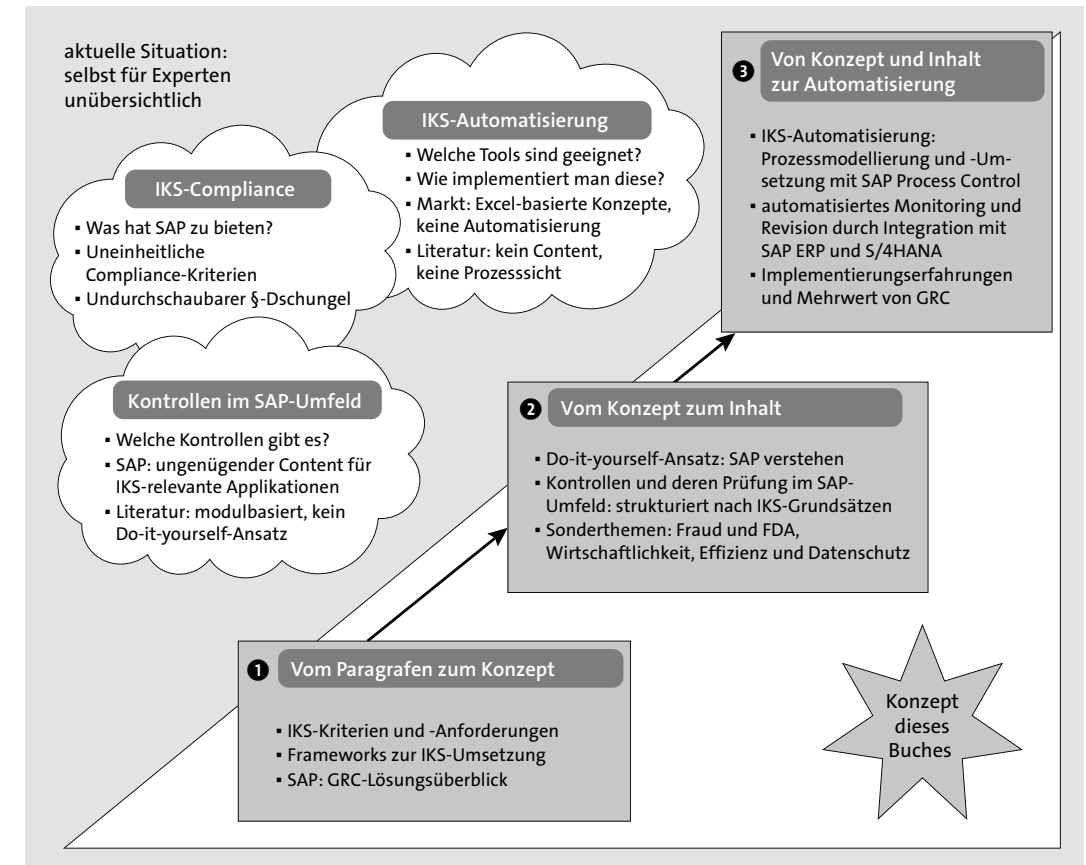 aktuelle Situation:
selbst für Experten
unübersichtlich
IKS-Automatisierung
▪ Welche Tools sind geeignet?
▪ Wie implementiert man diese?
▪ Markt: Excel-basierte Konzepte,
keine Automatisierung
▪ Literatur: kein Content,
keine Prozesssicht
IKS-Compliance
▪ Was hat SAP zu bieten?
▪ Uneinheitliche
Compliance-Kriterien
▪ Undurchschaubarer §-Dschungel
Kontrollen im SAP-Umfeld
▪ Welche Kontrollen gibt es?
▪ SAP: ungenügender Content für
IKS-relevante Applikationen
▪ Literatur: modulbasiert, kein
Do-it-yourself-Ansatz
❸ Von Konzept und Inhalt
zur Automatisierung
▪ IKS-Automatisierung:
Prozessmodellierung und -Um-
setzung mit SAP Process Control
▪ automatisiertes Monitoring und
Revision durch Integration mit
SAP ERP und S/4HANA
▪ Implementierungserfahrungen
und Mehrwert von GRC
❷ Vom Konzept zum Inhalt
▪ Do-it-yourself-Ansatz: SAP verstehen
▪ Kontrollen und deren Prüfung im SAP-
Umfeld: strukturiert nach IKS-Grundsätzen
▪ Sonderthemen: Fraud und FDA,
Wirtschaftlichkeit, Effizienz und Datenschutz
❶ Vom Paragrafen zum Konzept
▪ IKS-Kriterien und -Anforderungen
▪ Frameworks zur IKS-Umsetzung
▪ SAP: GRC-Lösungsüberblick
Konzept
dieses
Buches